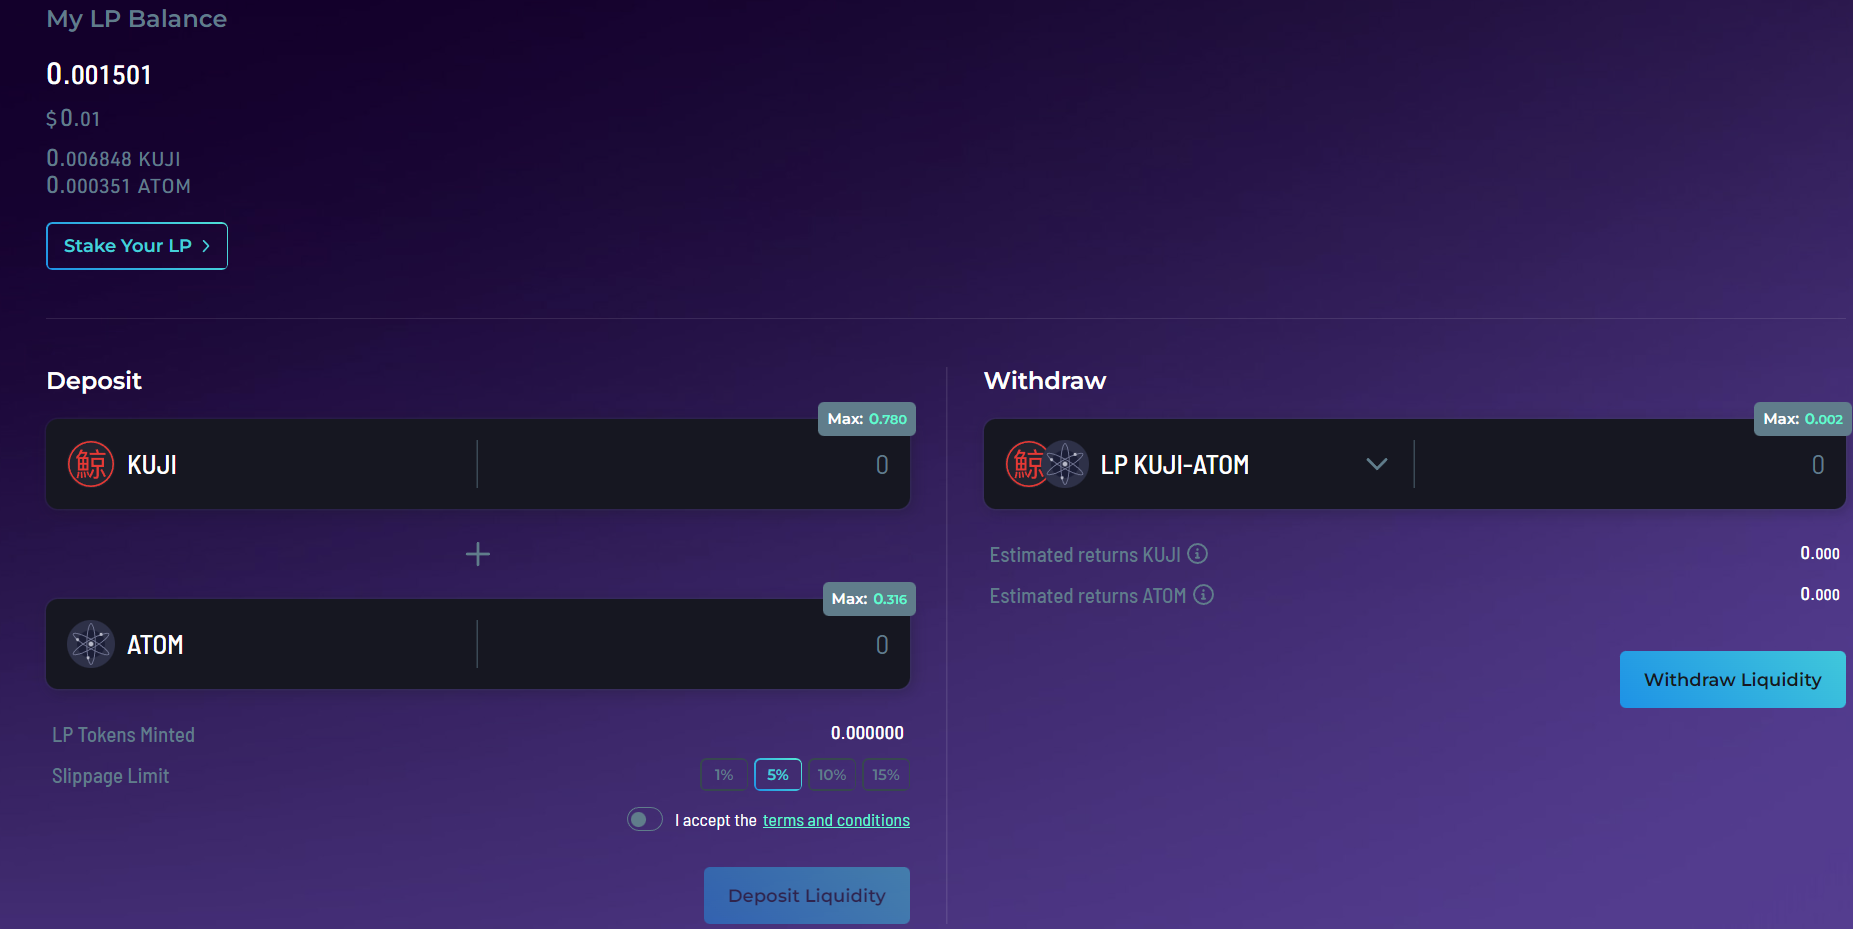 My LP Balance
0.001501
$0.01
0.006848 KUJI
0.000351 ATOM
Stake Your LP
Deposit
Max: 0.780
鯨 KUJI
0
+
Max: 0.316
ATOM
0
LP Tokens Minted 0.000000
Slippage Limit 1% 5% 10% 15%
I accept the terms and conditions
Deposit Liquidity
Withdraw
Max: 0.002
鯨 LP KUJI-ATOM
0
Estimated returns KUJI 0.000
Estimated returns ATOM 0.000
Withdraw Liquidity